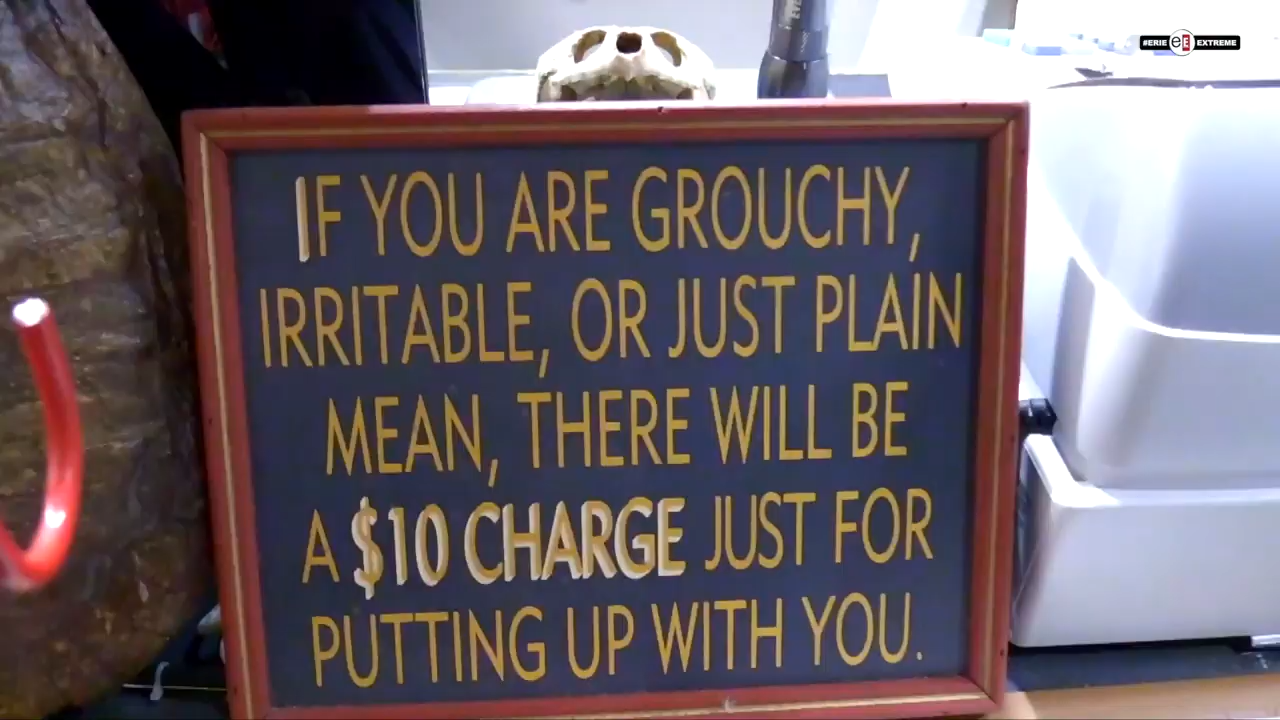 #ERIE EE EXTREME
IF YOU ARE GROUCHY,
IRRITABLE, OR JUST PLAIN
MEAN, THERE WILL BE
A $10 CHARGE JUST FOR
PUTTING UP WITH YOU.